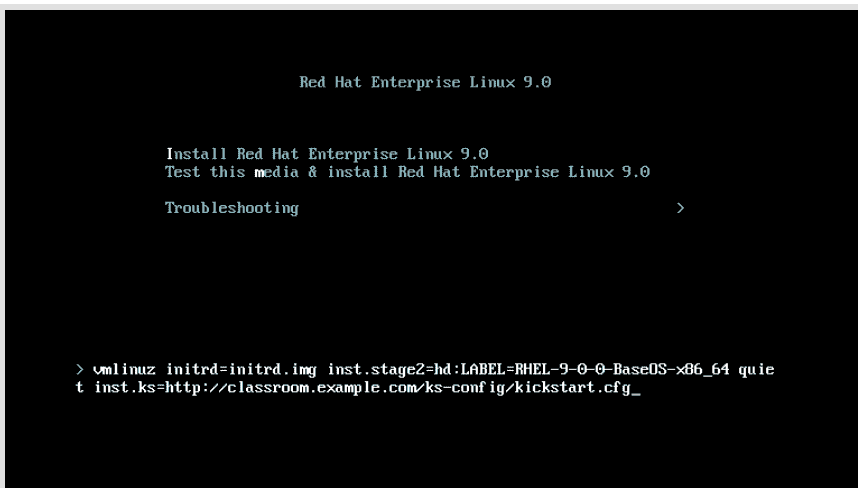 Red Hat Enterprise Linux 9.0
Install Red Hat Enterprise Linux 9.0
Test this media & install Red Hat Enterprise Linux 9.0
Troubleshooting >
> vmlinuz initrd=initrd.img inst.stage2=hd:LABEL=RHEL-9-0-0-BaseOS-x86_64 quie
t inst.ks=http://classroom.example.com/ks-config/kickstart.cfg_